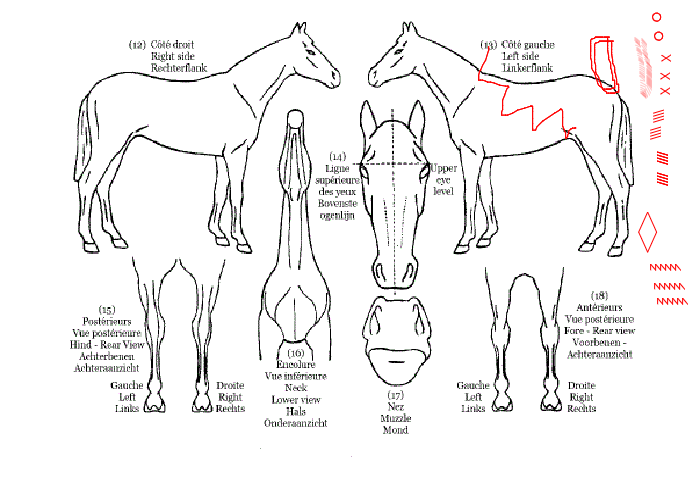 (12) Côté droit
Right side
Rechterflank
(13) Côté gauche
Left side
Linkerflank
(14)
Ligne
supérieure
des yeux
Bovenste
ogenlijn
Upper
eye
level
(15)
Postérieurs
Vue postérieure
Hind - Rear View
Achterbenen
Achteraanzicht
Gauche
Left
Links
Droite
Right
Rechts
(16)
Encolure
Vue inférieure
Neck
Lower view
Hals
Onderaanzicht
(17)
Nez
Muzzle
Mond
(18)
Antérieurs
Vue postérieure
Fore - Rear view
Voorbenen -
Achteraanzicht
Gauche
Left
Links
Droite
Right
Rechts